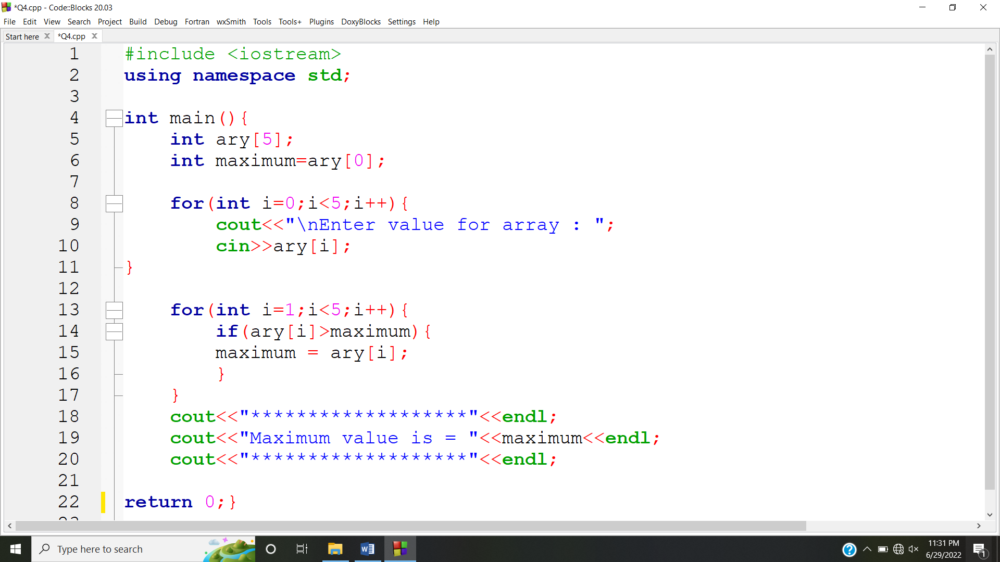 *Q4.cpp - Code::Blocks 20.03
File Edit View Search Project Build Debug Fortran wxSmith Tools Tools+ Plugins DoxyBlocks Settings Help
Start here *Q4.cpp
1 #include <iostream>
2 using namespace std;
3
4 int main(){
5     int ary[5];
6     int maximum=ary[0];
7
8     for(int i=0;i<5;i++){
9         cout<<"\nEnter value for array : ";
10         cin>>ary[i];
11 }
12
13     for(int i=1;i<5;i++){
14         if(ary[i]>maximum){
15         maximum = ary[i];
16         }
17     }
18     cout<<"*******************"<<endl;
19     cout<<"Maximum value is = "<<maximum<<endl;
20     cout<<"*******************"<<endl;
21
22 return 0;}
Type here to search
11:31 PM
6/29/2022
1